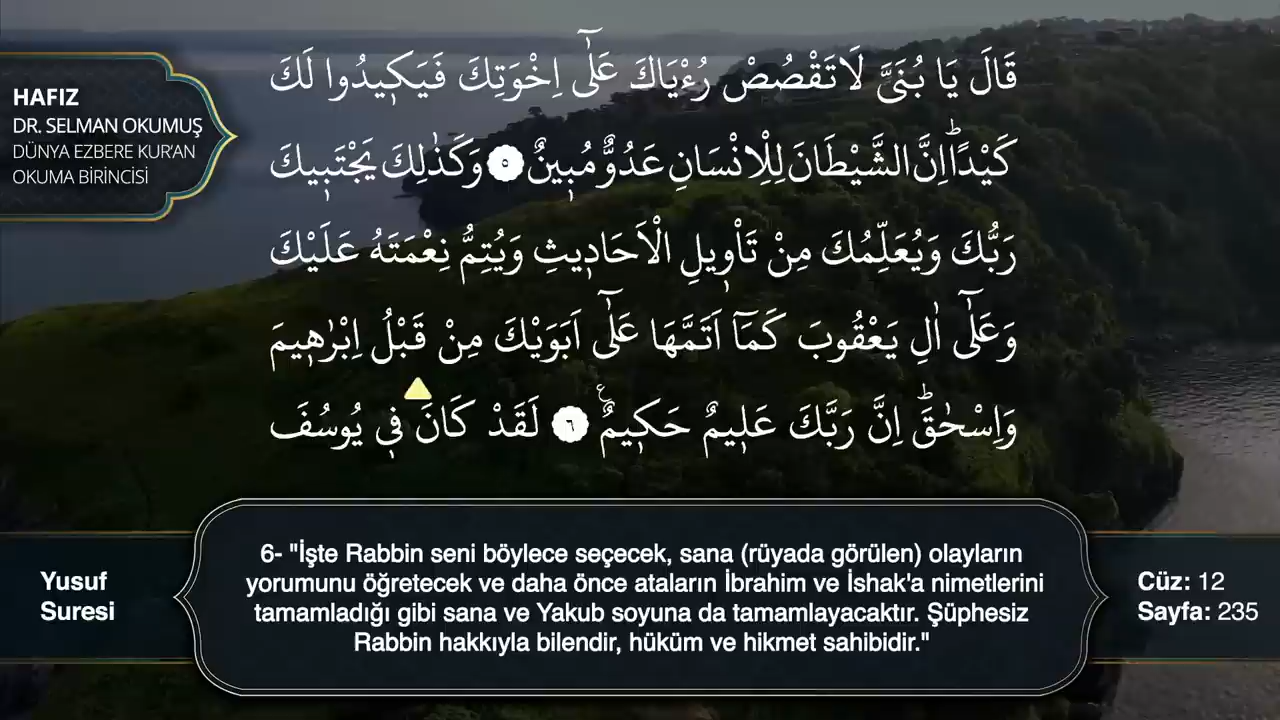 HAFIZ
DR. SELMAN OKUMUŞ
DÜNYA EZBERE KUR'AN
OKUMA BİRİNCİSİ
قَالَ يَا بُنَيَّ لَا تَقْصُصْ رُءْيَاكَ عَلٰٓى اِخْوَتِكَ فَيَكٖيدُوا لَكَ
كَيْدًاؕ اِنَّ الشَّيْطَانَ لِلْاِنْسَانِ عَدُوٌّ مُبٖينٌ ﴿٥﴾ وَكَذٰلِكَ يَجْتَبٖيكَ
رَبُّكَ وَيُعَلِّمُكَ مِنْ تَاْوٖيلِ الْاَحَادٖيثِ وَيُتِمُّ نِعْمَتَهُ عَلَيْكَ
وَعَلٰٓى اٰلِ يَعْقُوبَ كَمَٓا اَتَمَّهَا عَلٰٓى اَبَوَيْكَ مِنْ قَبْلُ اِبْرٰهٖيمَ
وَاِسْحٰقَؕ اِنَّ رَبَّكَ عَلٖيمٌ حَكٖيمٌࣖ ﴿٦﴾ لَقَدْ كَانَ فٖي يُوسُفَ
Yusuf
Suresi
6- "İşte Rabbin seni böylece seçecek, sana (rüyada görülen) olayların
yorumunu öğretecek ve daha önce ataların İbrahim ve İshak'a nimetlerini
tamamladığı gibi sana ve Yakub soyuna da tamamlayacaktır. Şüphesiz
Rabbin hakkıyla bilendir, hüküm ve hikmet sahibidir."
Cüz: 12
Sayfa: 235